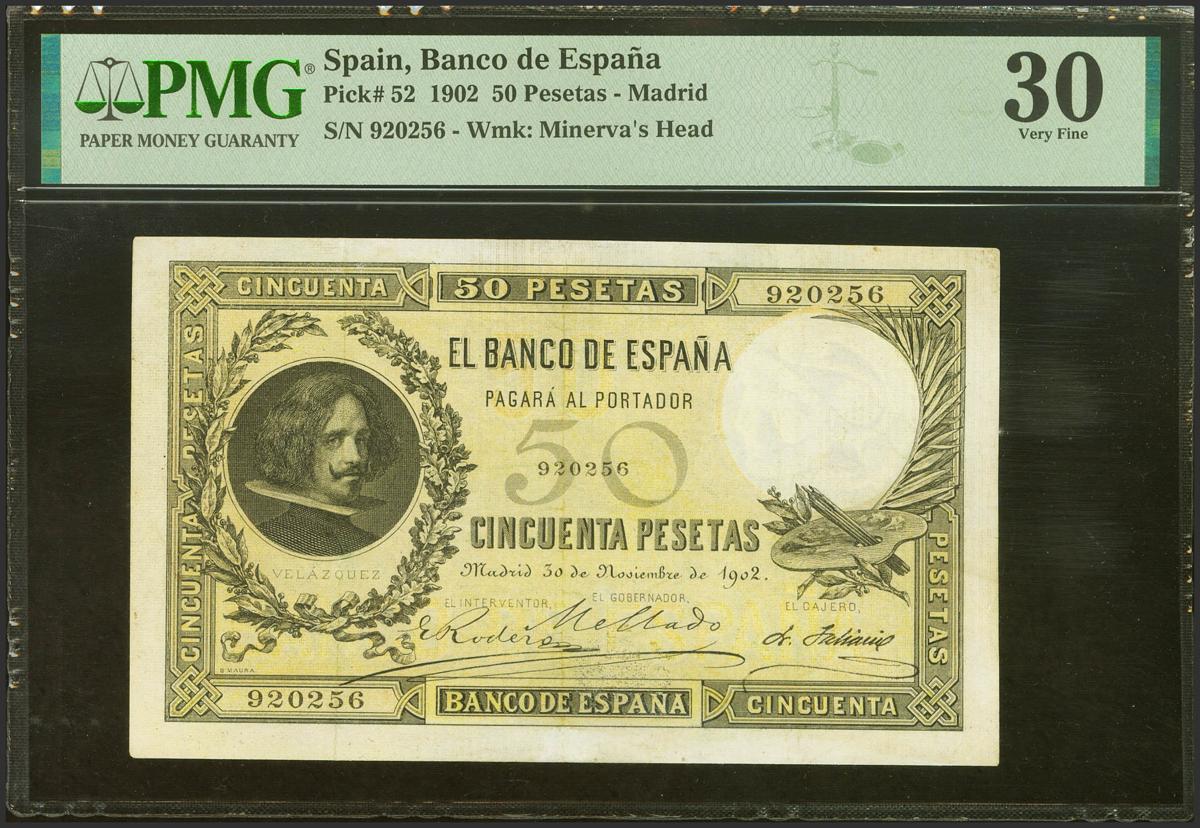 PMG®
PAPER MONEY GUARANTY
Spain, Banco de España
Pick# 52 1902 50 Pesetas - Madrid
S/N 920256 - Wmk: Minerva's Head
30
Very Fine
CINCUENTA
50 PESETAS
920256
CINCUENTA PESETAS
EL BANCO DE ESPAÑA
PAGARÁ AL PORTADOR
50
920256
CINCUENTA PESETAS
Madrid 30 de Noviembre de 1902.
VELÁZQUEZ
EL INTERVENTOR,
EL GOBERNADOR,
EL CAJERO,
Mellado
B MAURA
PESETAS
920256
BANCO DE ESPAÑA
CINCUENTA